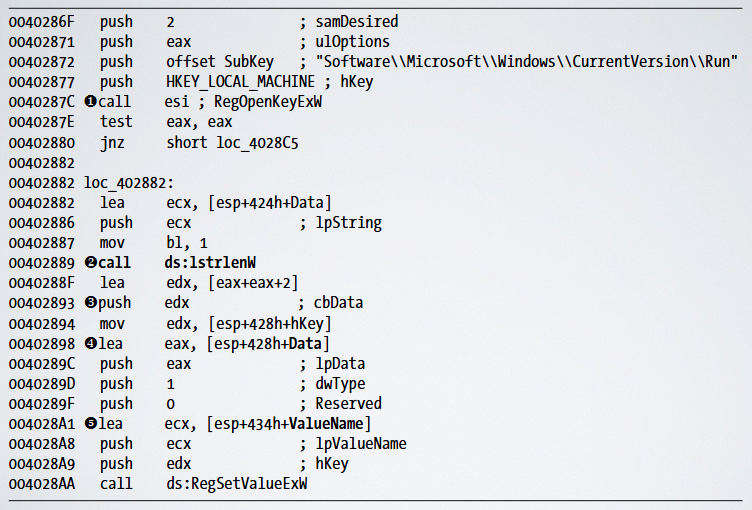 0040286F push 2 ; samDesired
00402871 push eax ; ulOptions
00402872 push offset SubKey ; "Software\\Microsoft\\Windows\\CurrentVersion\\Run"
00402877 push HKEY_LOCAL_MACHINE ; hKey
0040287C ❶call esi ; RegOpenKeyExW
0040287E test eax, eax
00402880 jnz short loc_4028C5
00402882
00402882 loc_402882:
00402882 lea ecx, [esp+424h+Data]
00402886 push ecx ; lpString
00402887 mov bl, 1
00402889 ❷call ds:lstrlenW
0040288F lea edx, [eax+eax+2]
00402893 ❸push edx ; cbData
00402894 mov edx, [esp+428h+hKey]
00402898 ❹lea eax, [esp+428h+Data]
0040289C push eax ; lpData
0040289D push 1 ; dwType
0040289F push 0 ; Reserved
004028A1 ❺lea ecx, [esp+434h+ValueName]
004028A8 push ecx ; lpValueName
004028A9 push edx ; hKey
004028AA call ds:RegSetValueExW